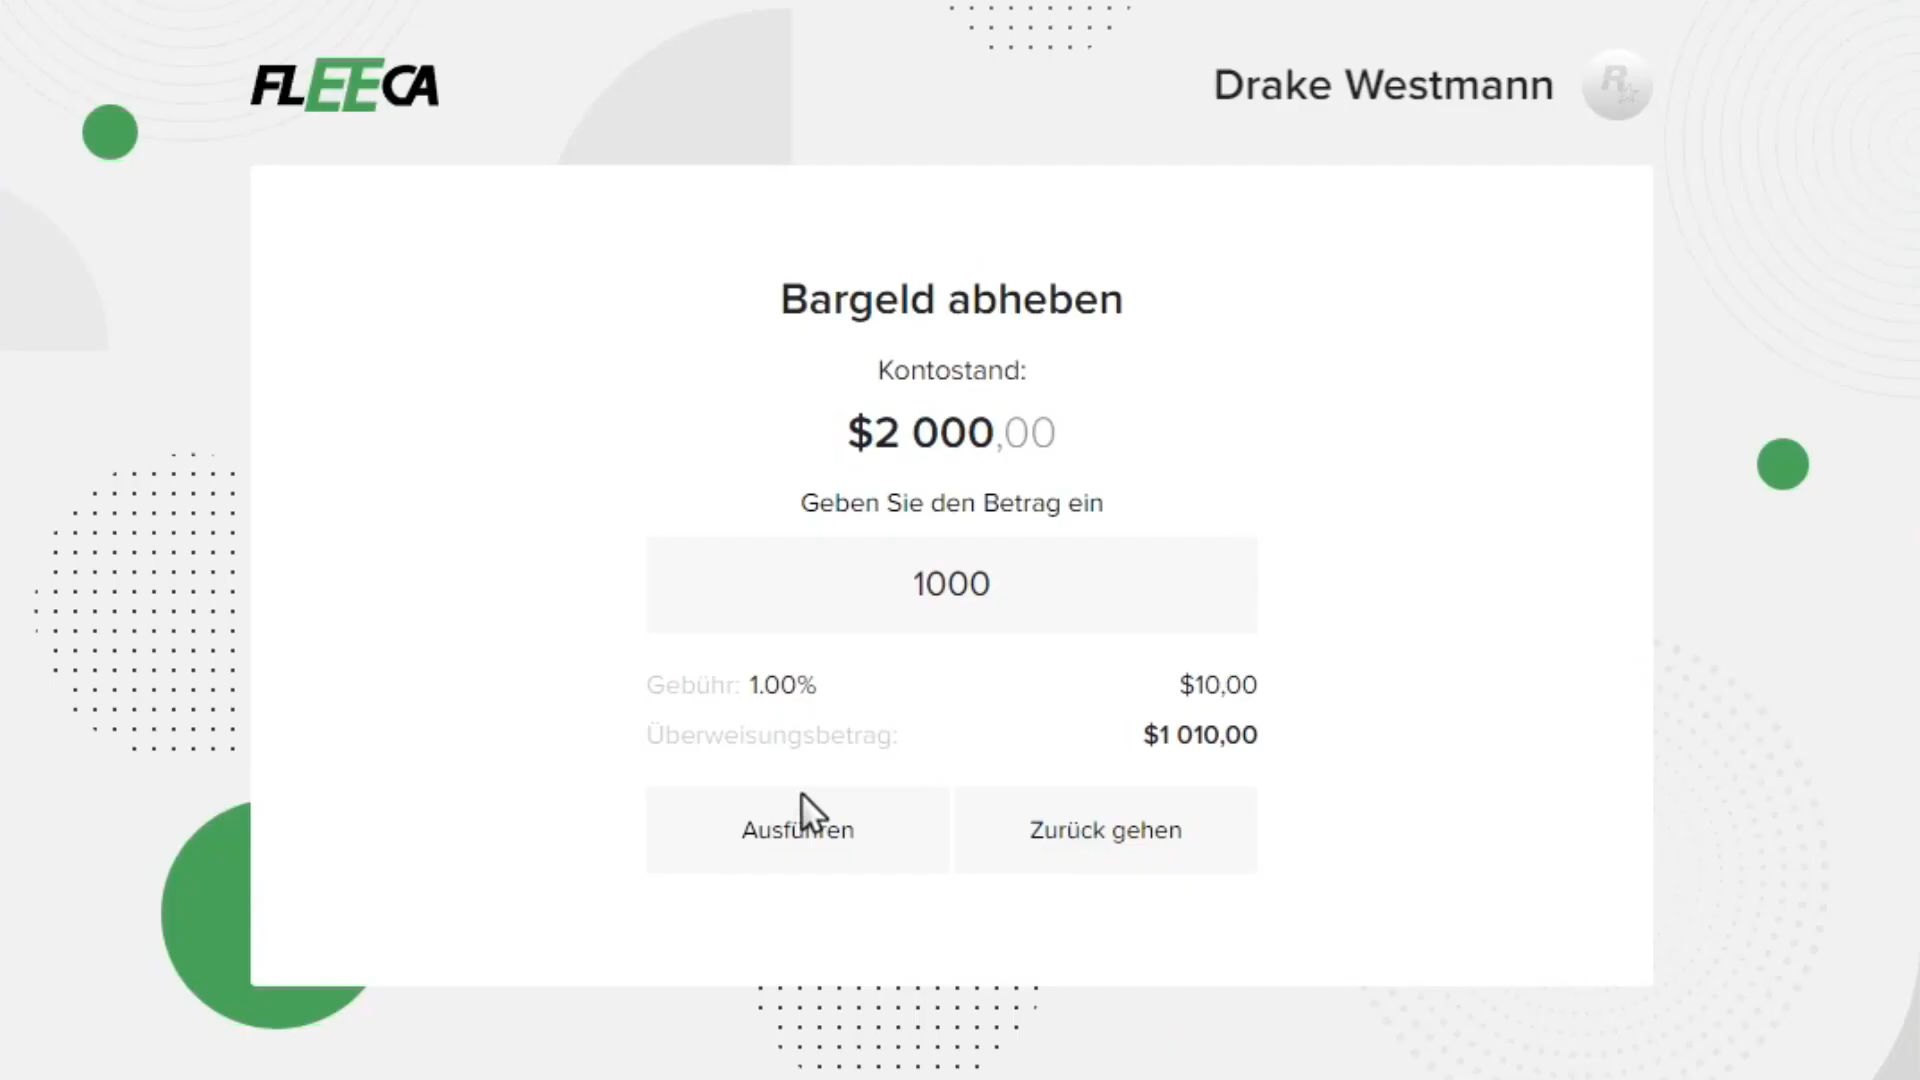 FLEECA
Drake Westmann
Bargeld abheben
Kontostand:
$2 000,00
Geben Sie den Betrag ein
1000
Gebühr: 1.00% $10,00
Überweisungsbetrag: $1 010,00
Ausführen Zurück gehen